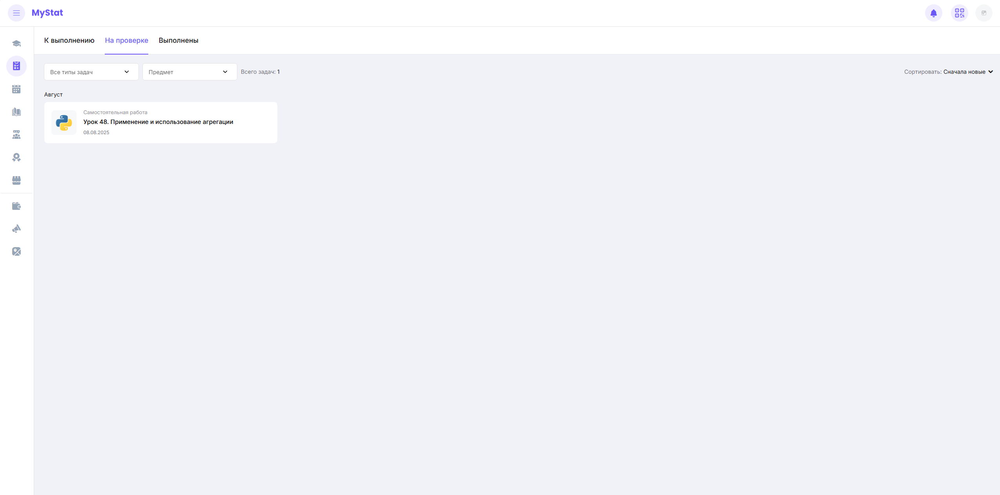 MyStat
К выполнению
На проверке
Выполнены
Все типы задач
Предмет
Всего задач: 1
Сортировать: Сначала новые
Август
Самостоятельная работа
Урок 48. Применение и использование агрегации
08.08.2025